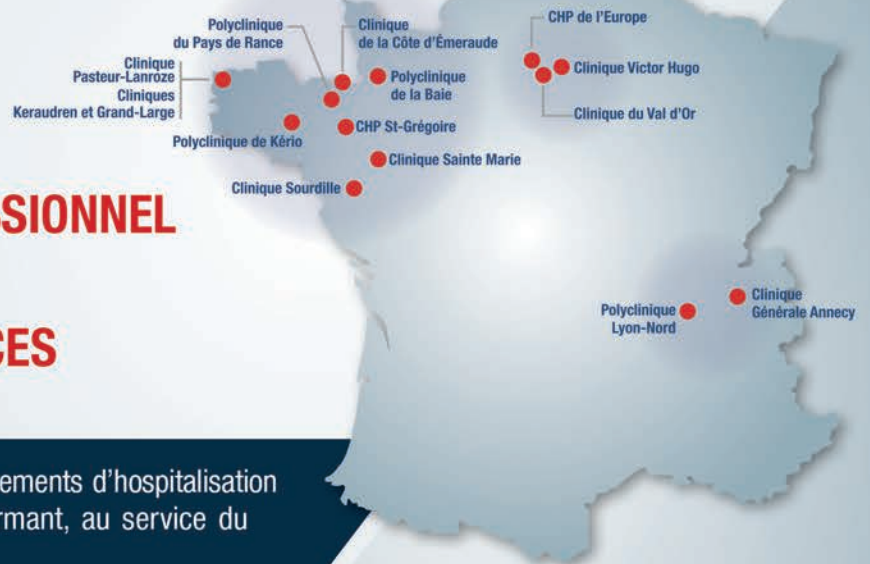 Polyclinique
du Pays de Rance
Clinique
de la Côte d'Émeraude
CHP de l'Europe
Clinique
Pasteur-Lanroze
Cliniques
Keraudren et Grand-Large
Polyclinique
de la Baie
Clinique Victor Hugo
Clinique du Val d'Or
Polyclinique de Kério
CHP St-Grégoire
Clinique Sainte Marie
Clinique Sourdille
SSIONNEL
Polyclinique
Lyon-Nord
Clinique
Générale Annecy
CES
ements d'hospitalisation
rmant, au service du